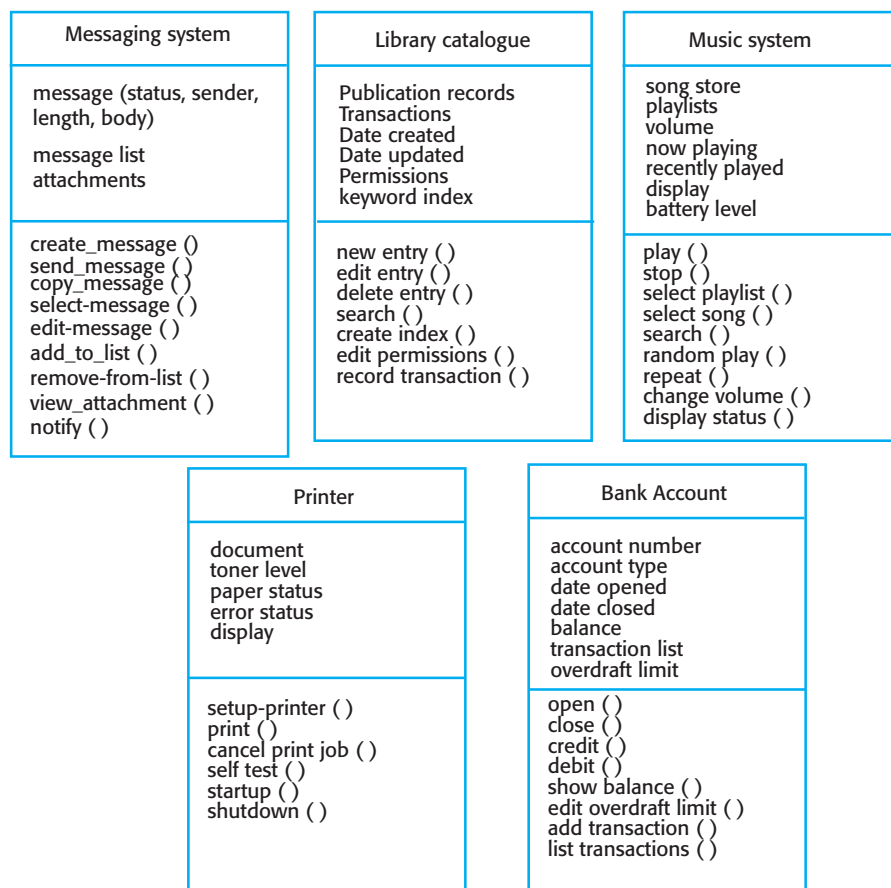 Messaging system
message (status, sender,
length, body)
message list
attachments
create_message ()
send_message ( )
copy_message ( )
select-message ( )
edit-message ( )
add_to_list ( )
remove-from-list ( )
view_attachment ( )
notify ( )
Library catalogue
Publication records
Transactions
Date created
Date updated
Permissions
keyword index
new entry ( )
edit entry ( )
delete entry ( )
search ( )
create index ( )
edit permissions ( )
record transaction ( )
Music system
song store
playlists
volume
now playing
recently played
display
battery level
play ( )
stop ( )
select playlist ( )
select song ( )
search ( )
random play ( )
repeat ( )
change volume ( )
display status ( )
Printer
document
toner level
paper status
error status
display
setup-printer ( )
print ( )
cancel print job ( )
self test ( )
startup ( )
shutdown ( )
Bank Account
account number
account type
date opened
date closed
balance
transaction list
overdraft limit
open ( )
close ( )
credit ( )
debit ( )
show balance ( )
edit overdraft limit ( )
add transaction ( )
list transactions ( )